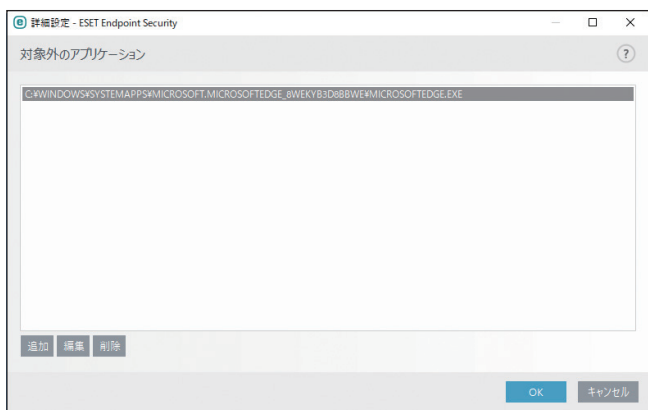 詳細設定 - ESET Endpoint Security
対象外のアプリケーション
?
C:¥WINDOWS¥SYSTEMAPPS¥MICROSOFT.MICROSOFTEDGE_8WEKYB3D8BBWE¥MICROSOFTEDGE.EXE
追加 編集 削除
OK キャンセル